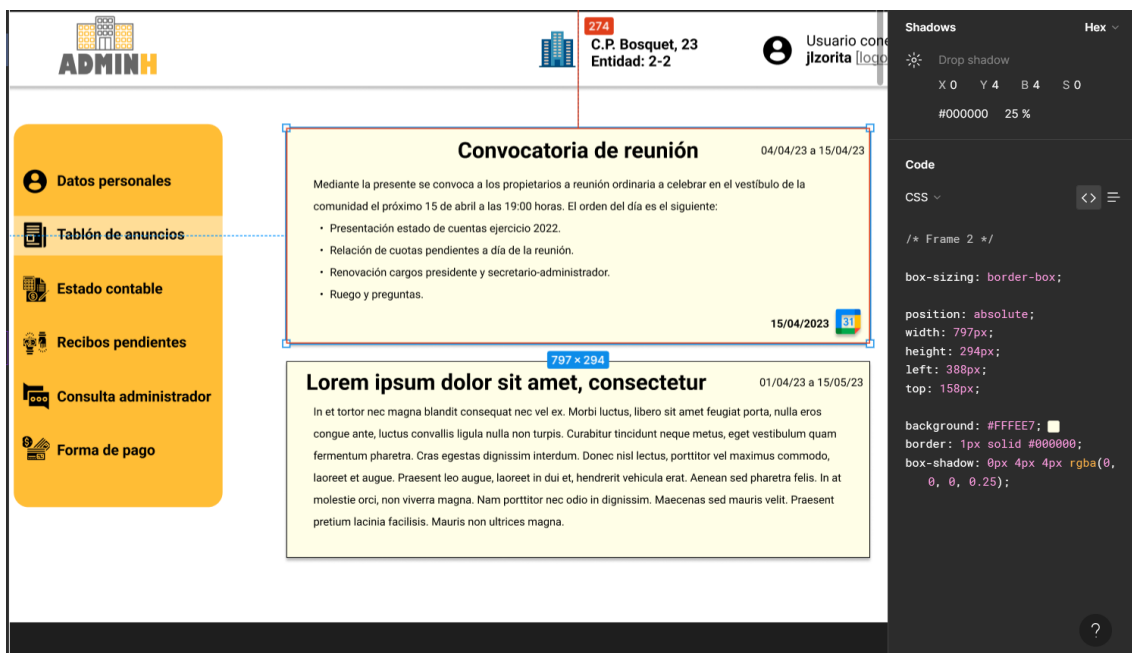 ADMINH
274
C.P. Bosquet, 23
Entidad: 2-2
Usuario cone
jlzorita [logo
Datos personales
Tablón de anuncios
Estado contable
Recibos pendientes
Consulta administrador
Forma de pago
Convocatoria de reunión
04/04/23 a 15/04/23
Mediante la presente se convoca a los propietarios a reunión ordinaria a celebrar en el vestíbulo de la
comunidad el próximo 15 de abril a las 19:00 horas. El orden del día es el siguiente:
• Presentación estado de cuentas ejercicio 2022.
• Relación de cuotas pendientes a día de la reunión.
• Renovación cargos presidente y secretario-administrador.
• Ruego y preguntas.
15/04/2023
31
797 × 294
Lorem ipsum dolor sit amet, consectetur
01/04/23 a 15/05/23
In et tortor nec magna blandit consequat nec vel ex. Morbi luctus, libero sit amet feugiat porta, nulla eros
congue ante, luctus convallis ligula nulla non turpis. Curabitur tincidunt neque metus, eget vestibulum quam
fermentum pharetra. Cras egestas dignissim interdum. Donec nisl lectus, porttitor vel maximus commodo,
laoreet et augue. Praesent leo augue, laoreet in dui et, hendrerit vehicula erat. Aenean sed pharetra felis. In at
molestie orci, non viverra magna. Nam porttitor nec odio in dignissim. Maecenas sed mauris velit. Praesent
pretium lacinia facilisis. Mauris non ultrices magna.
Shadows
Hex
Drop shadow
X 0 Y 4 B 4 S 0
#000000 25 %
Code
CSS
/* Frame 2 */
box-sizing: border-box;
position: absolute;
width: 797px;
height: 294px;
left: 388px;
top: 158px;
background: #FFFEE7;
border: 1px solid #000000;
box-shadow: 0px 4px 4px rgba(0,
0, 0, 0.25);
?